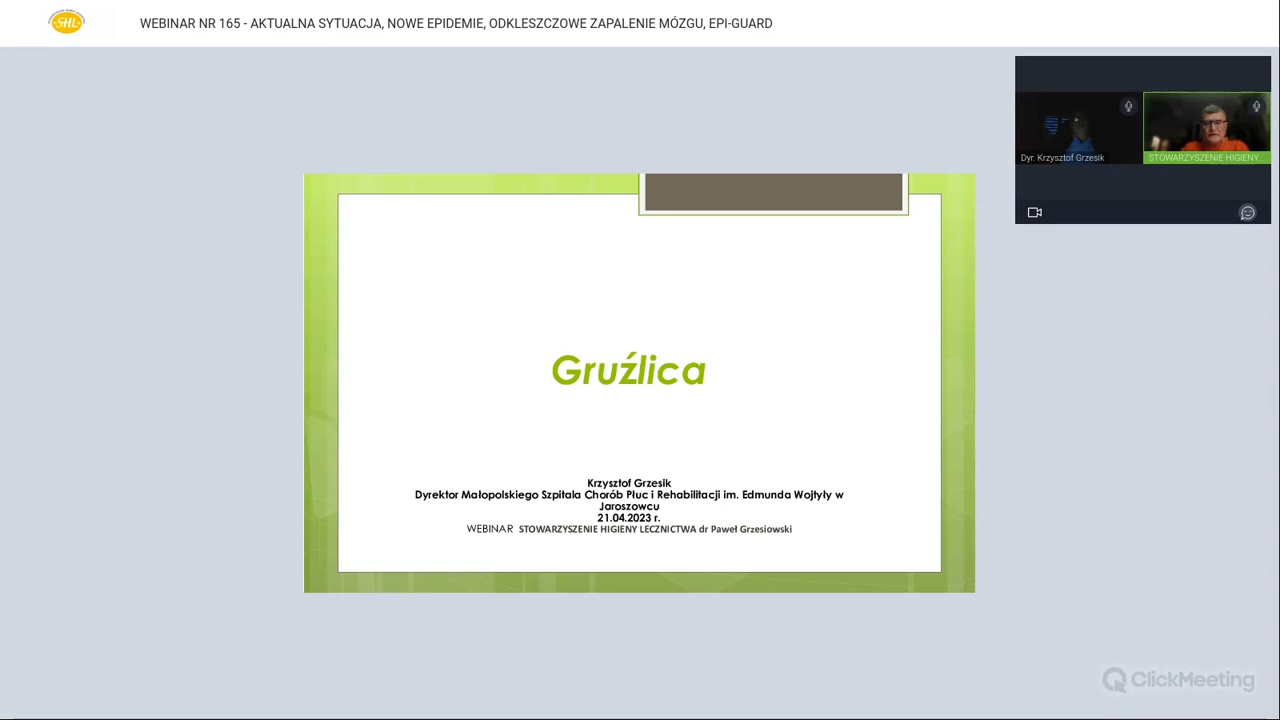 SHL
WEBINAR NR 165 - AKTUALNA SYTUACJA, NOWE EPIDEMIE, ODKLESZCZOWE ZAPALENIE MÓZGU, EPI-GUARD
Dyr. Krzysztof Grzesik
STOWARZYSZENIE HIGIENY...
Gruźlica
Krzysztof Grzesik
Dyrektor Małopolskiego Szpitala Chorób Płuc i Rehabilitacji im. Edmunda Wojtyły w
Jaroszowcu
21.04.2023 r.
WEBINAR STOWARZYSZENIE HIGIENY LECZNICTWA dr Paweł Grzesiowski
ClickMeeting